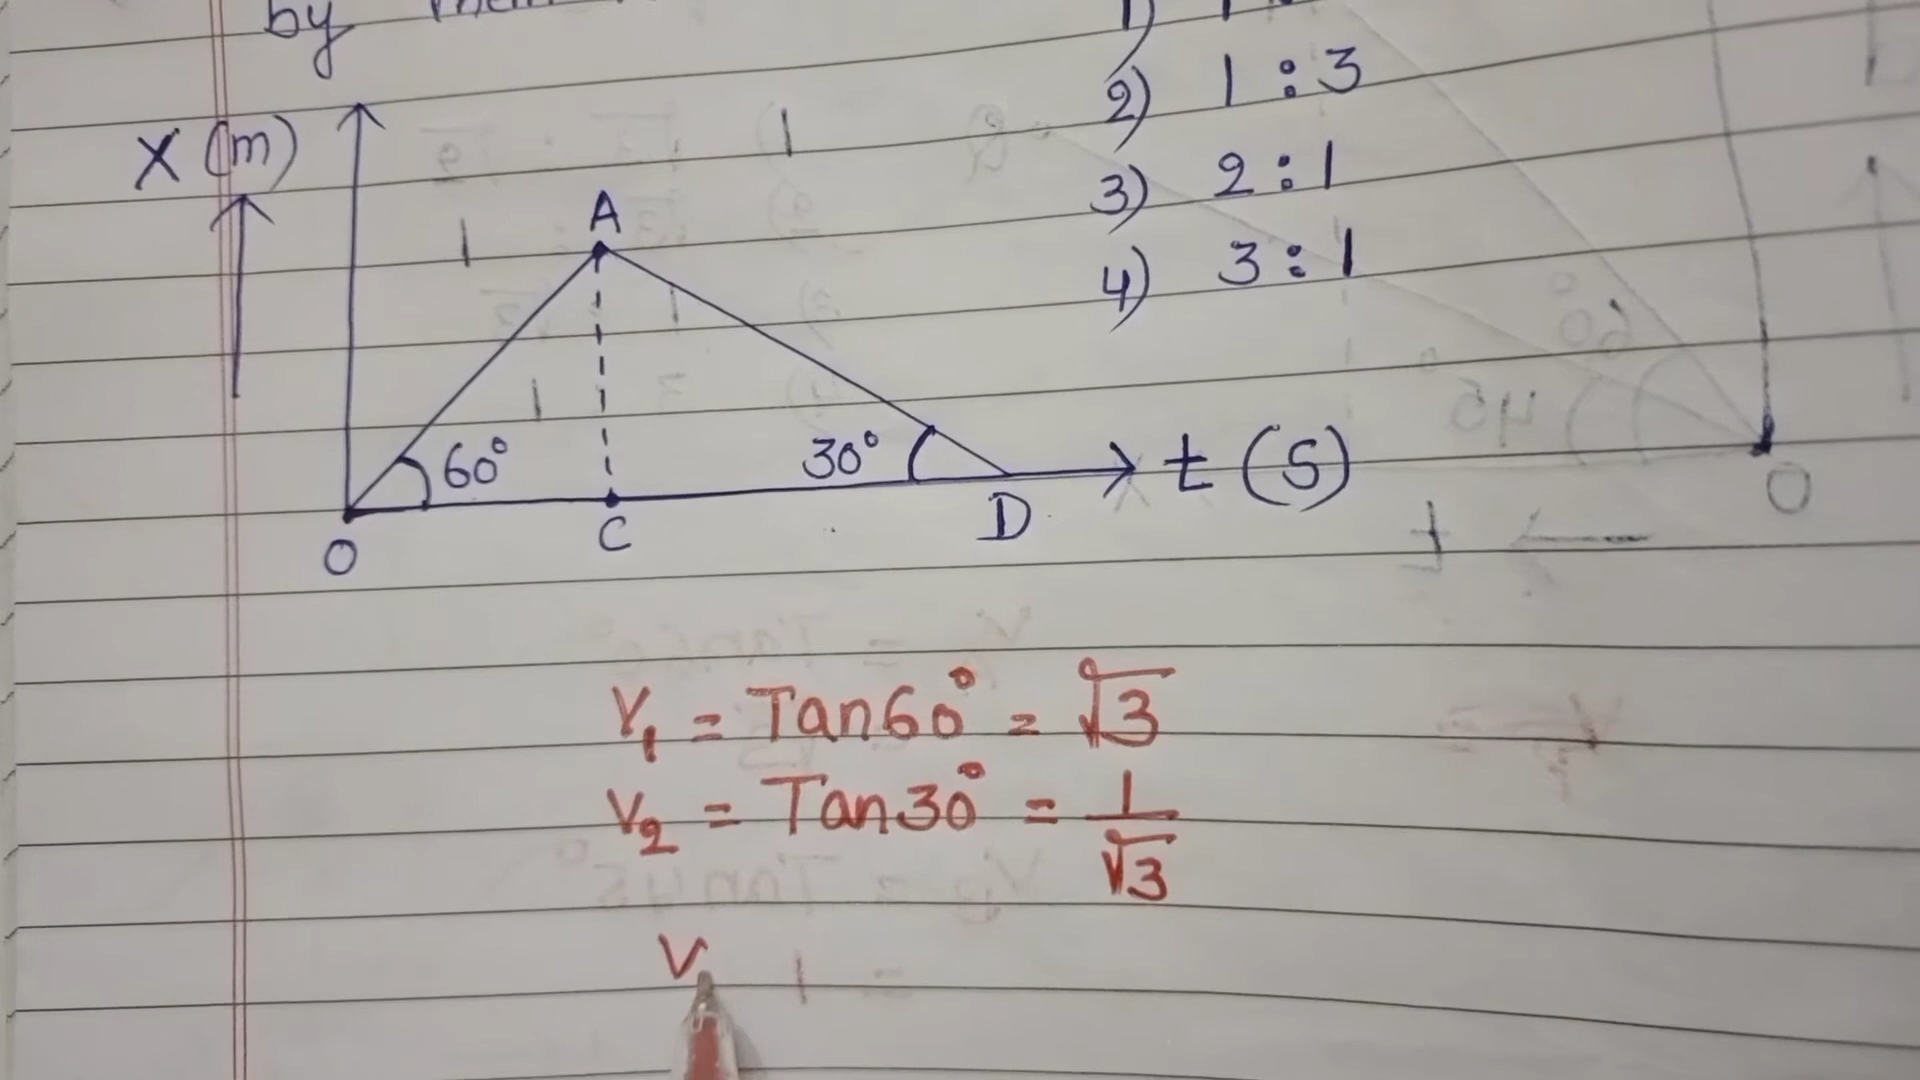 by
1)
2) 1 : 3
3) 2 : 1
4) 3 : 1
X (m)
A
60°
30°
t (S)
O
C
D
V₁ = Tan60° = √3
V₂ = Tan30° = 1/√3
V